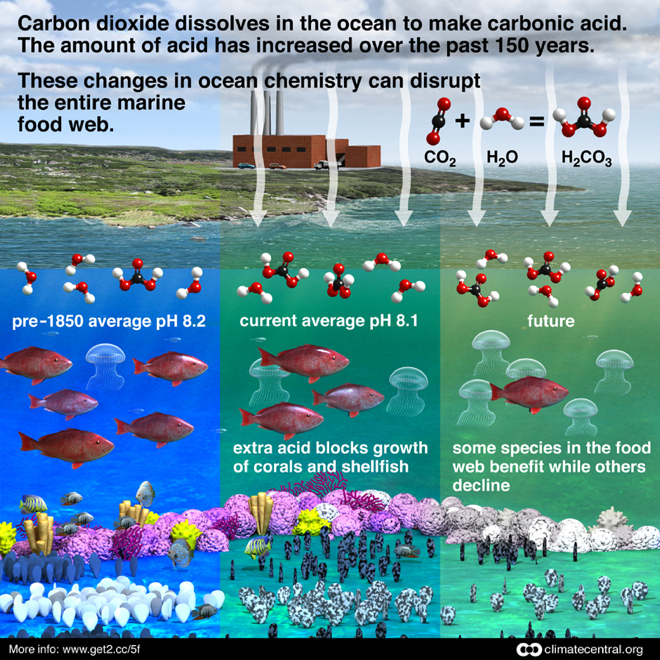 Carbon dioxide dissolves in the ocean to make carbonic acid.
The amount of acid has increased over the past 150 years.
These changes in ocean chemistry can disrupt
the entire marine
food web.
+ =
CO₂ H₂O H₂CO₃
pre-1850 average pH 8.2
current average pH 8.1
future
extra acid blocks growth
of corals and shellfish
some species in the food
web benefit while others
decline
More info: www.get2.cc/5f
climatecentral.org